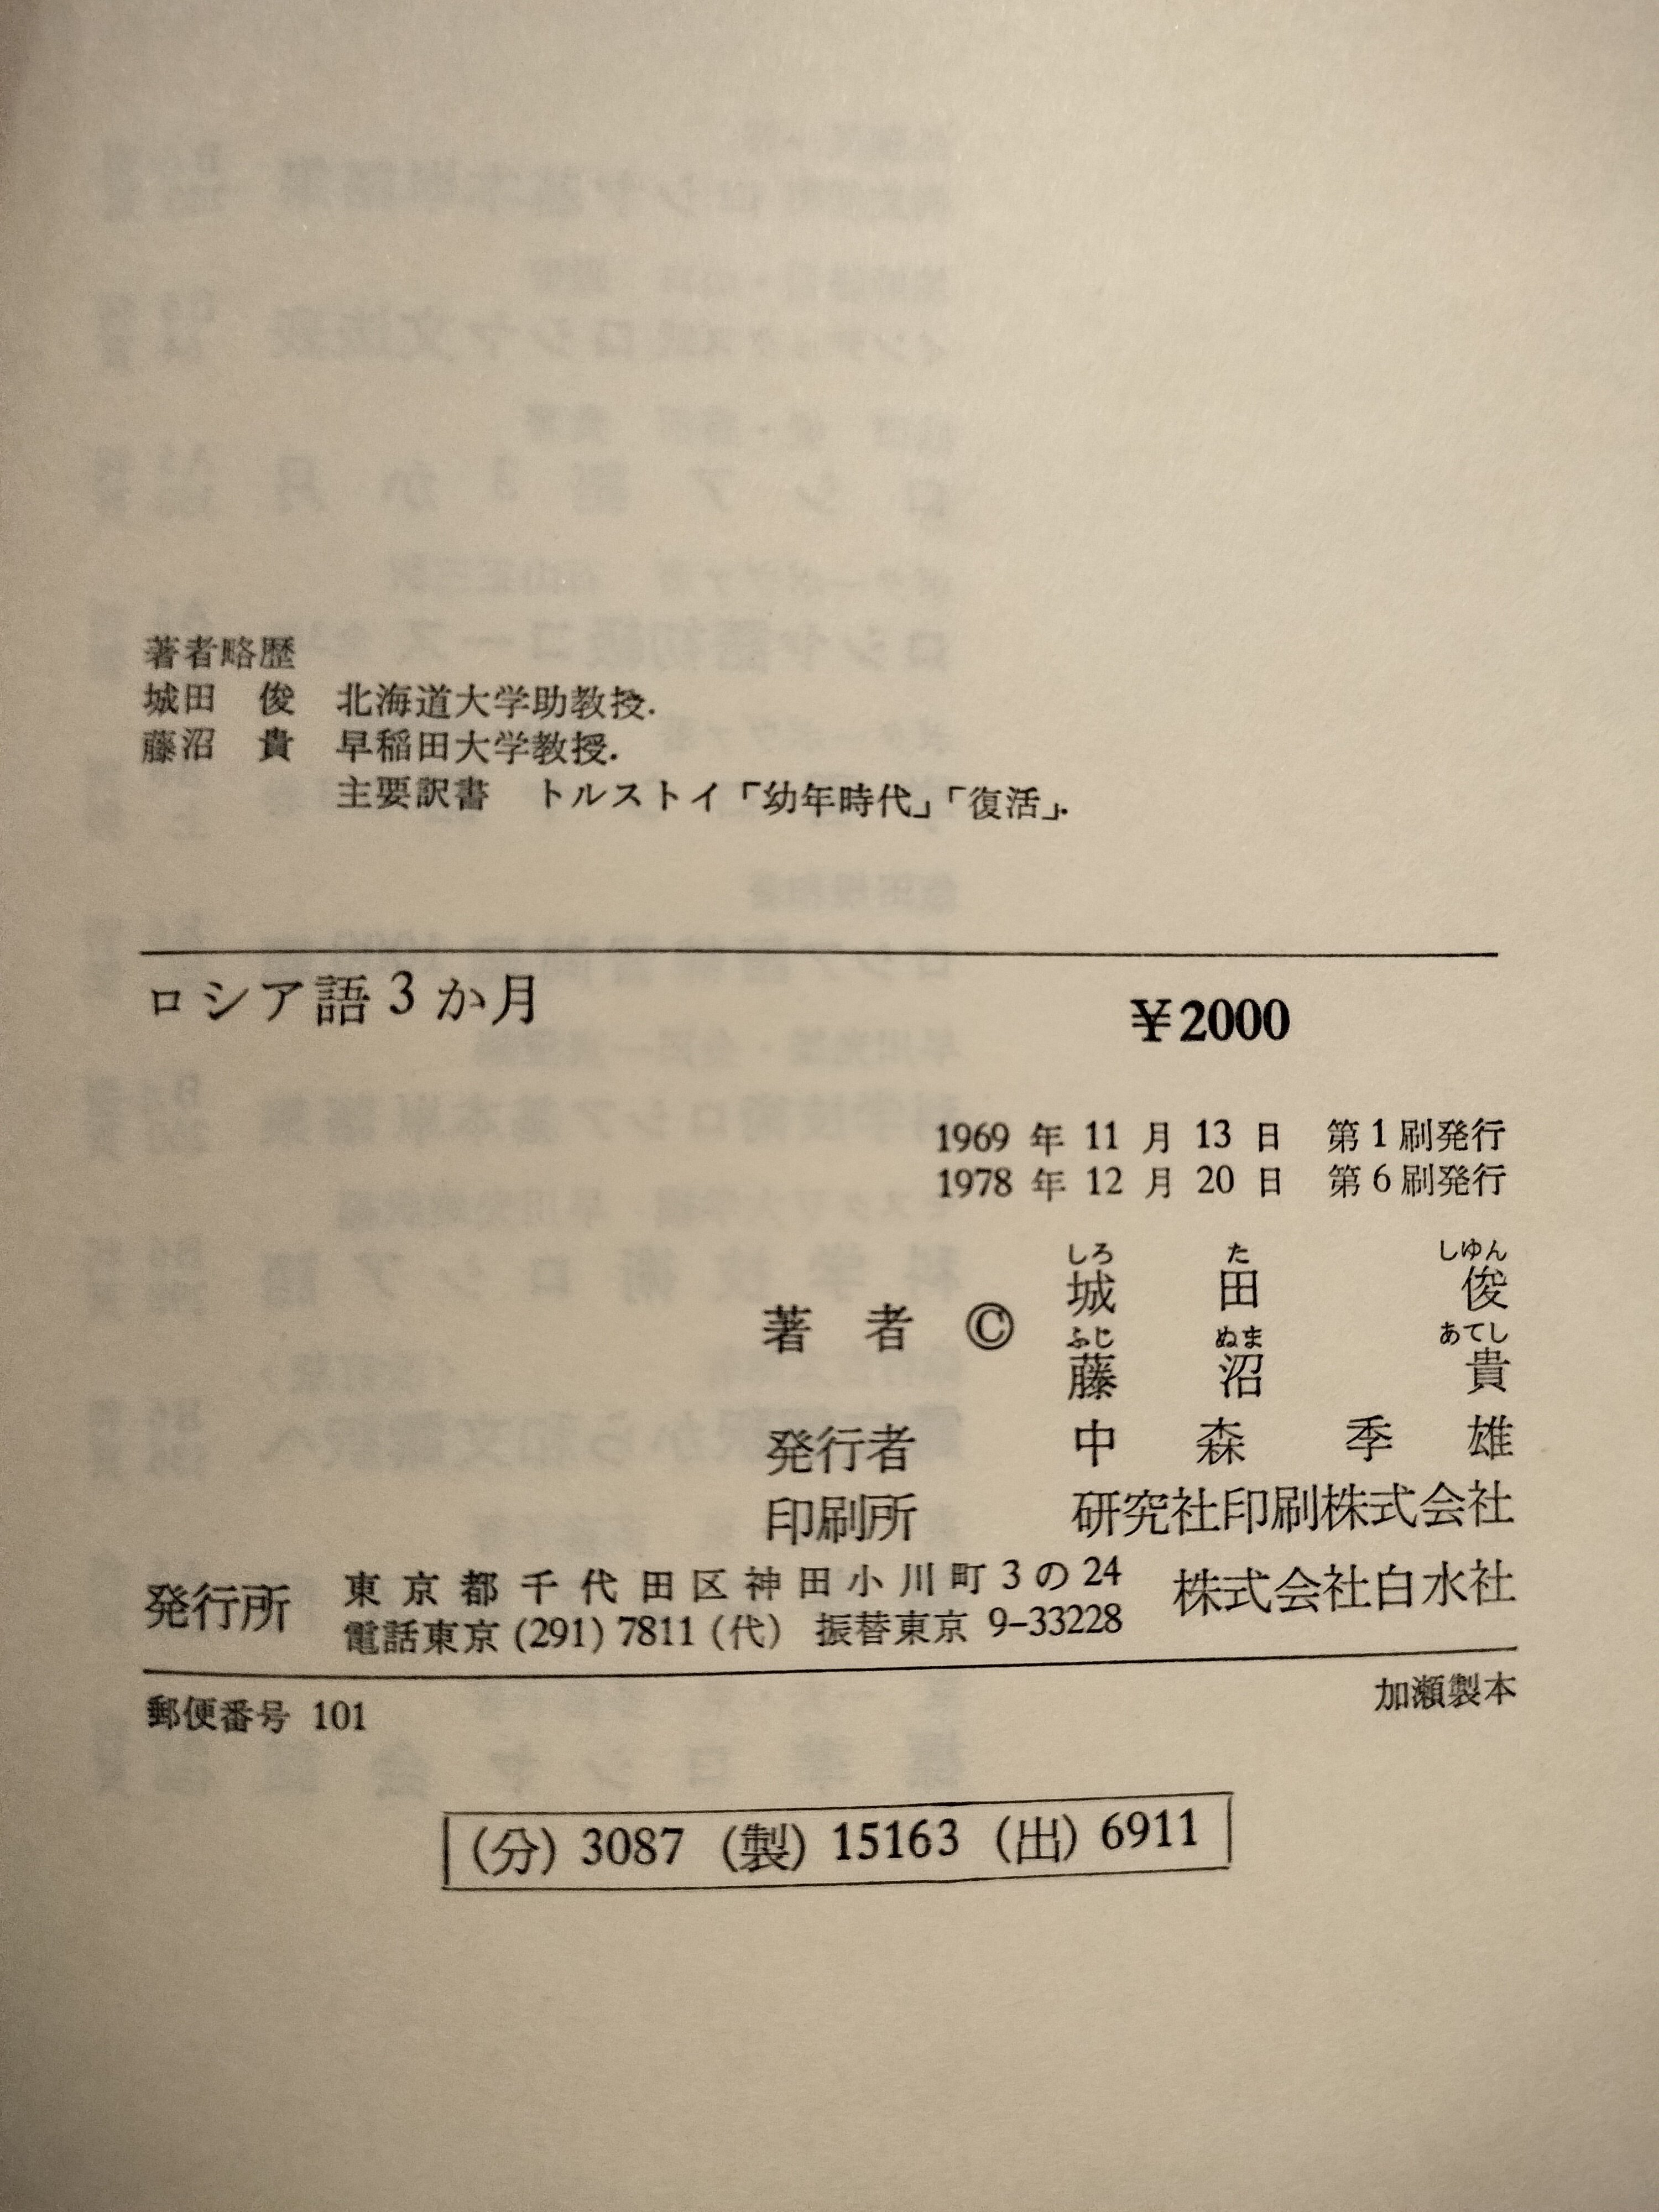 著者略歴
城田 俊 北海道大学助教授.
藤沼 貴 早稲田大学教授.
主要訳書 トルストイ「幼年時代」「復活」.
ロシア語3か月
¥2000
1969年11月13日 第1刷発行
1978年12月20日 第6刷発行
しろ た しゆん
城田 俊
著者 ©
ふじ ぬま あてし
藤沼 貴
発行者 中森季雄
印刷所 研究社印刷株式会社
発行所 東京都千代田区神田小川町3の24 株式会社白水社
電話東京(291)7811(代) 振替東京 9-33228
郵便番号 101
加瀬製本
(分) 3087 (製) 15163 (出) 6911